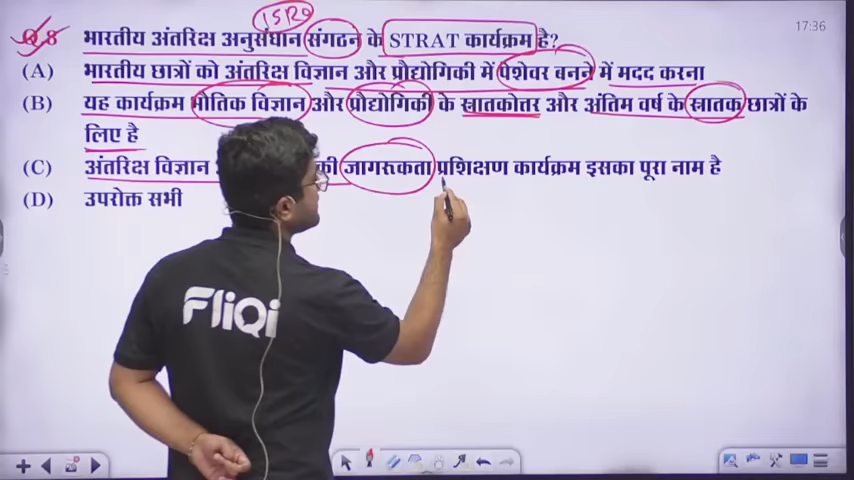 ISRO
17:36
Q.8 भारतीय अंतरिक्ष अनुसंधान संगठन के STRAT कार्यक्रम है?
(A) भारतीय छात्रों को अंतरिक्ष विज्ञान और प्रौद्योगिकी में पेशेवर बनने में मदद करना
(B) यह कार्यक्रम भौतिक विज्ञान और प्रौद्योगिकी के स्नातकोत्तर और अंतिम वर्ष के स्नातक छात्रों के
लिए है
(C) अंतरिक्ष विज्ञान की जागरूकता प्रशिक्षण कार्यक्रम इसका पूरा नाम है
(D) उपरोक्त सभी
FliQi